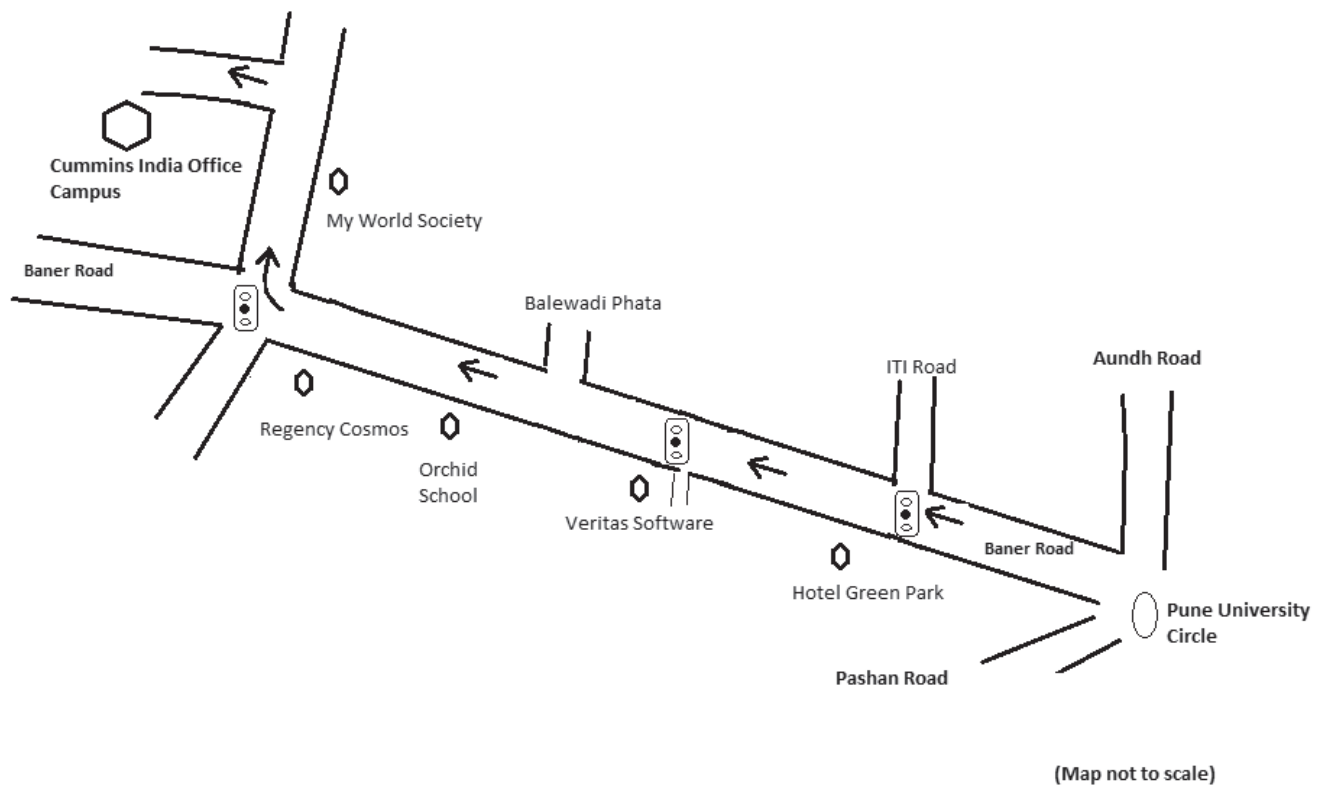 Cummins India Office
Campus
My World Society
Baner Road
Balewadi Phata
ITI Road
Aundh Road
Regency Cosmos
Orchid
School
Veritas Software
Baner Road
Hotel Green Park
Pune University
Circle
Pashan Road
(Map not to scale)